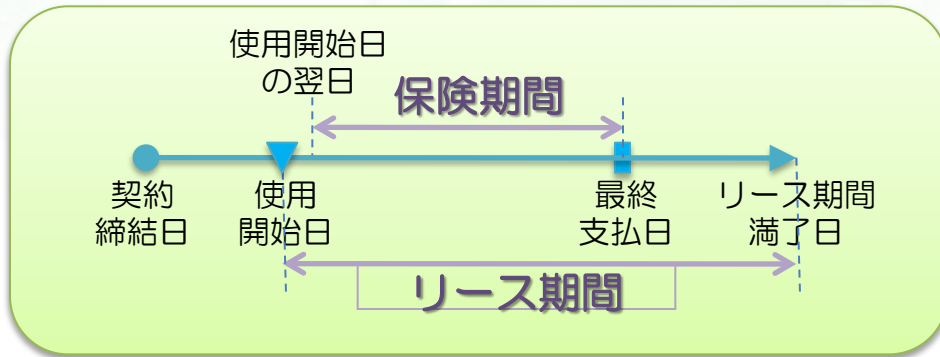 使用開始日
の翌日
保険期間
契約
締結日
使用
開始日
最終
支払日
リース期間
満了日
リース期間